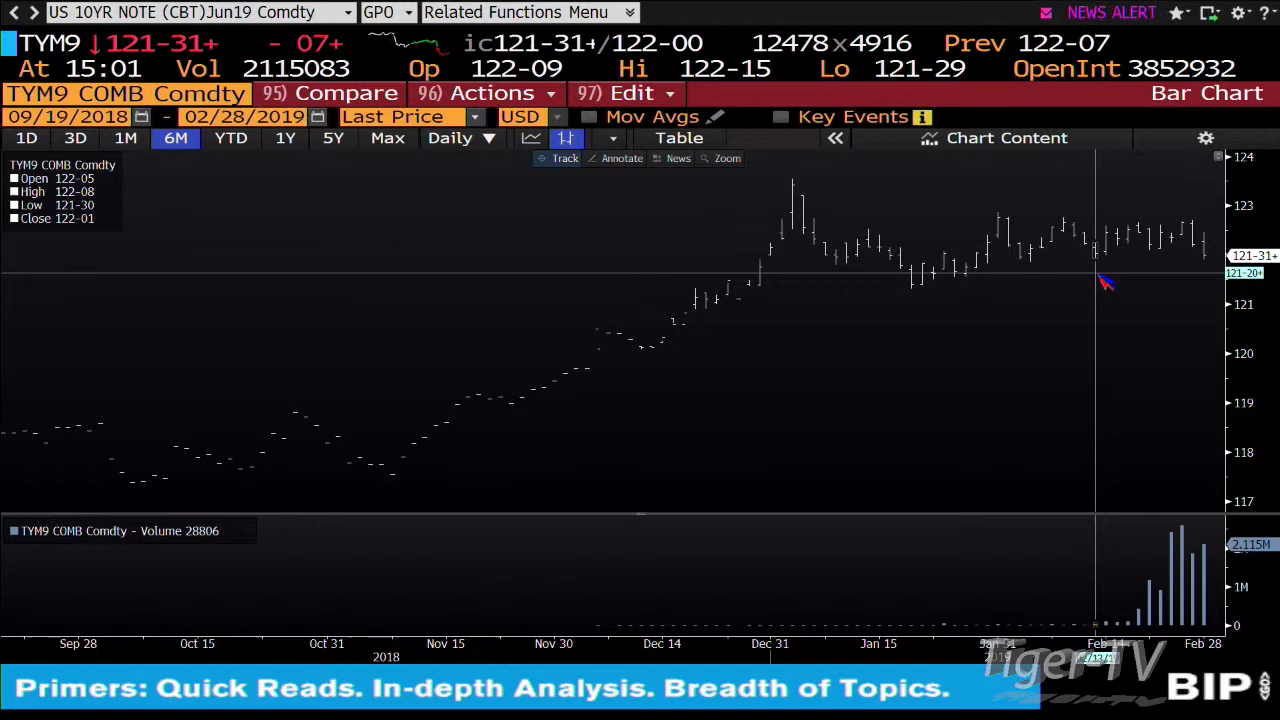 US 10YR NOTE (CBT)Jun19 Comdty GPO Related Functions Menu NEWS ALERT
TYM9 ↓121-31+ - 07+ ic121-31+/122-00 12478x4916 Prev 122-07
At 15:01 Vol 2115083 Op 122-09 Hi 122-15 Lo 121-29 OpenInt 3852932
TYM9 COMB Comdty 95) Compare 96) Actions 97) Edit Bar Chart
09/19/2018 - 02/28/2019 Last Price USD Mov Avgs Key Events i
1D 3D 1M 6M YTD 1Y 5Y Max Daily ▼ Table « Chart Content
Track Annotate News Zoom
TYM9 COMB Comdty
Open 122-05
High 122-08
Low 121-30
Close 122-01
124
123
121-31+
121-20+
121
120
119
118
117
TYM9 COMB Comdty - Volume 28806
2.115M
1M
0
Sep 28 Oct 15 Oct 31 Nov 15 Nov 30 Dec 14 Dec 31 Jan 15 Jan 31 Feb 14 Feb 28
2018 2019
Tiger-TV
Primers: Quick Reads. In-depth Analysis. Breadth of Topics.
BIP GO